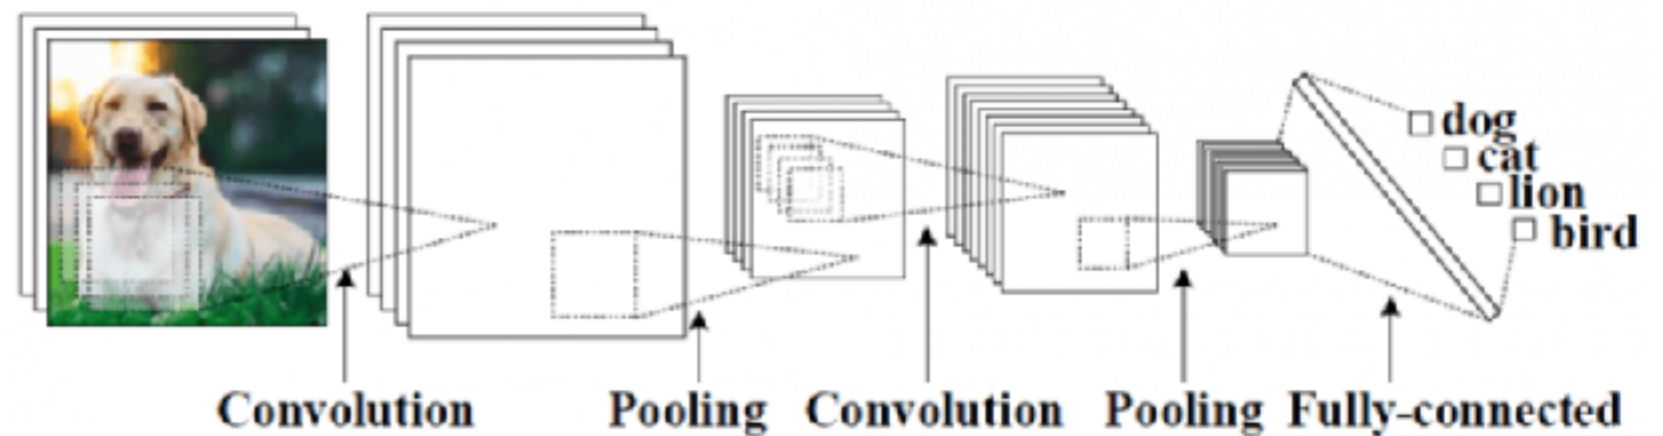 dog
cat
lion
bird
Convolution Pooling Convolution Pooling Fully-connected